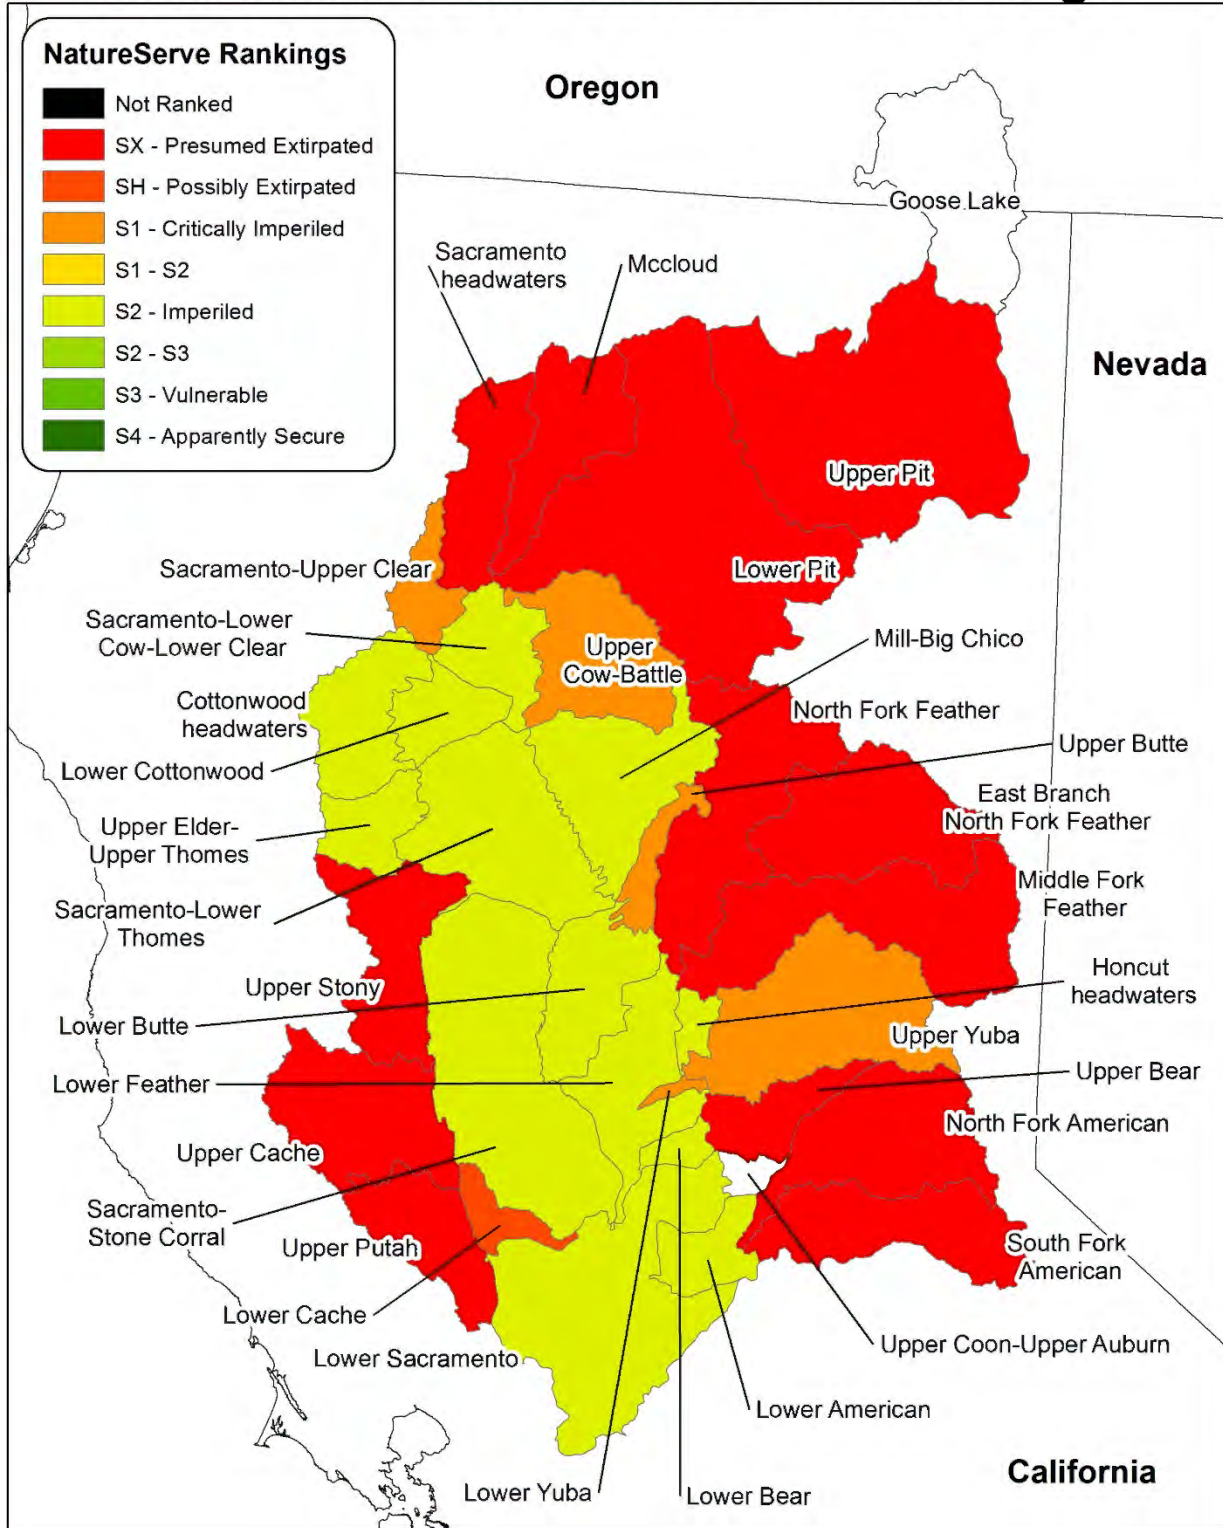 NatureServe Rankings
Not Ranked
SX - Presumed Extirpated
SH - Possibly Extirpated
S1 - Critically Imperiled
S1 - S2
S2 - Imperiled
S2 - S3
S3 - Vulnerable
S4 - Apparently Secure
Oregon
Goose Lake
Nevada
Sacramento
headwaters
Mccloud
Upper Pit
Lower Pit
Sacramento-Upper Clear
Sacramento-Lower
Cow-Lower Clear
Upper
Cow-Battle
Mill-Big Chico
Cottonwood
headwaters
North Fork Feather
Upper Butte
Lower Cottonwood
East Branch
North Fork Feather
Upper Elder-
Upper Thomes
Middle Fork
Feather
Sacramento-Lower
Thomes
Upper Stony
Honcut
headwaters
Lower Butte
Upper Yuba
Lower Feather
Upper Bear
North Fork American
Upper Cache
Sacramento-
Stone Corral
Upper Putah
South Fork
American
Lower Cache
Lower Sacramento
Upper Coon-Upper Auburn
Lower American
Lower Yuba
Lower Bear
California